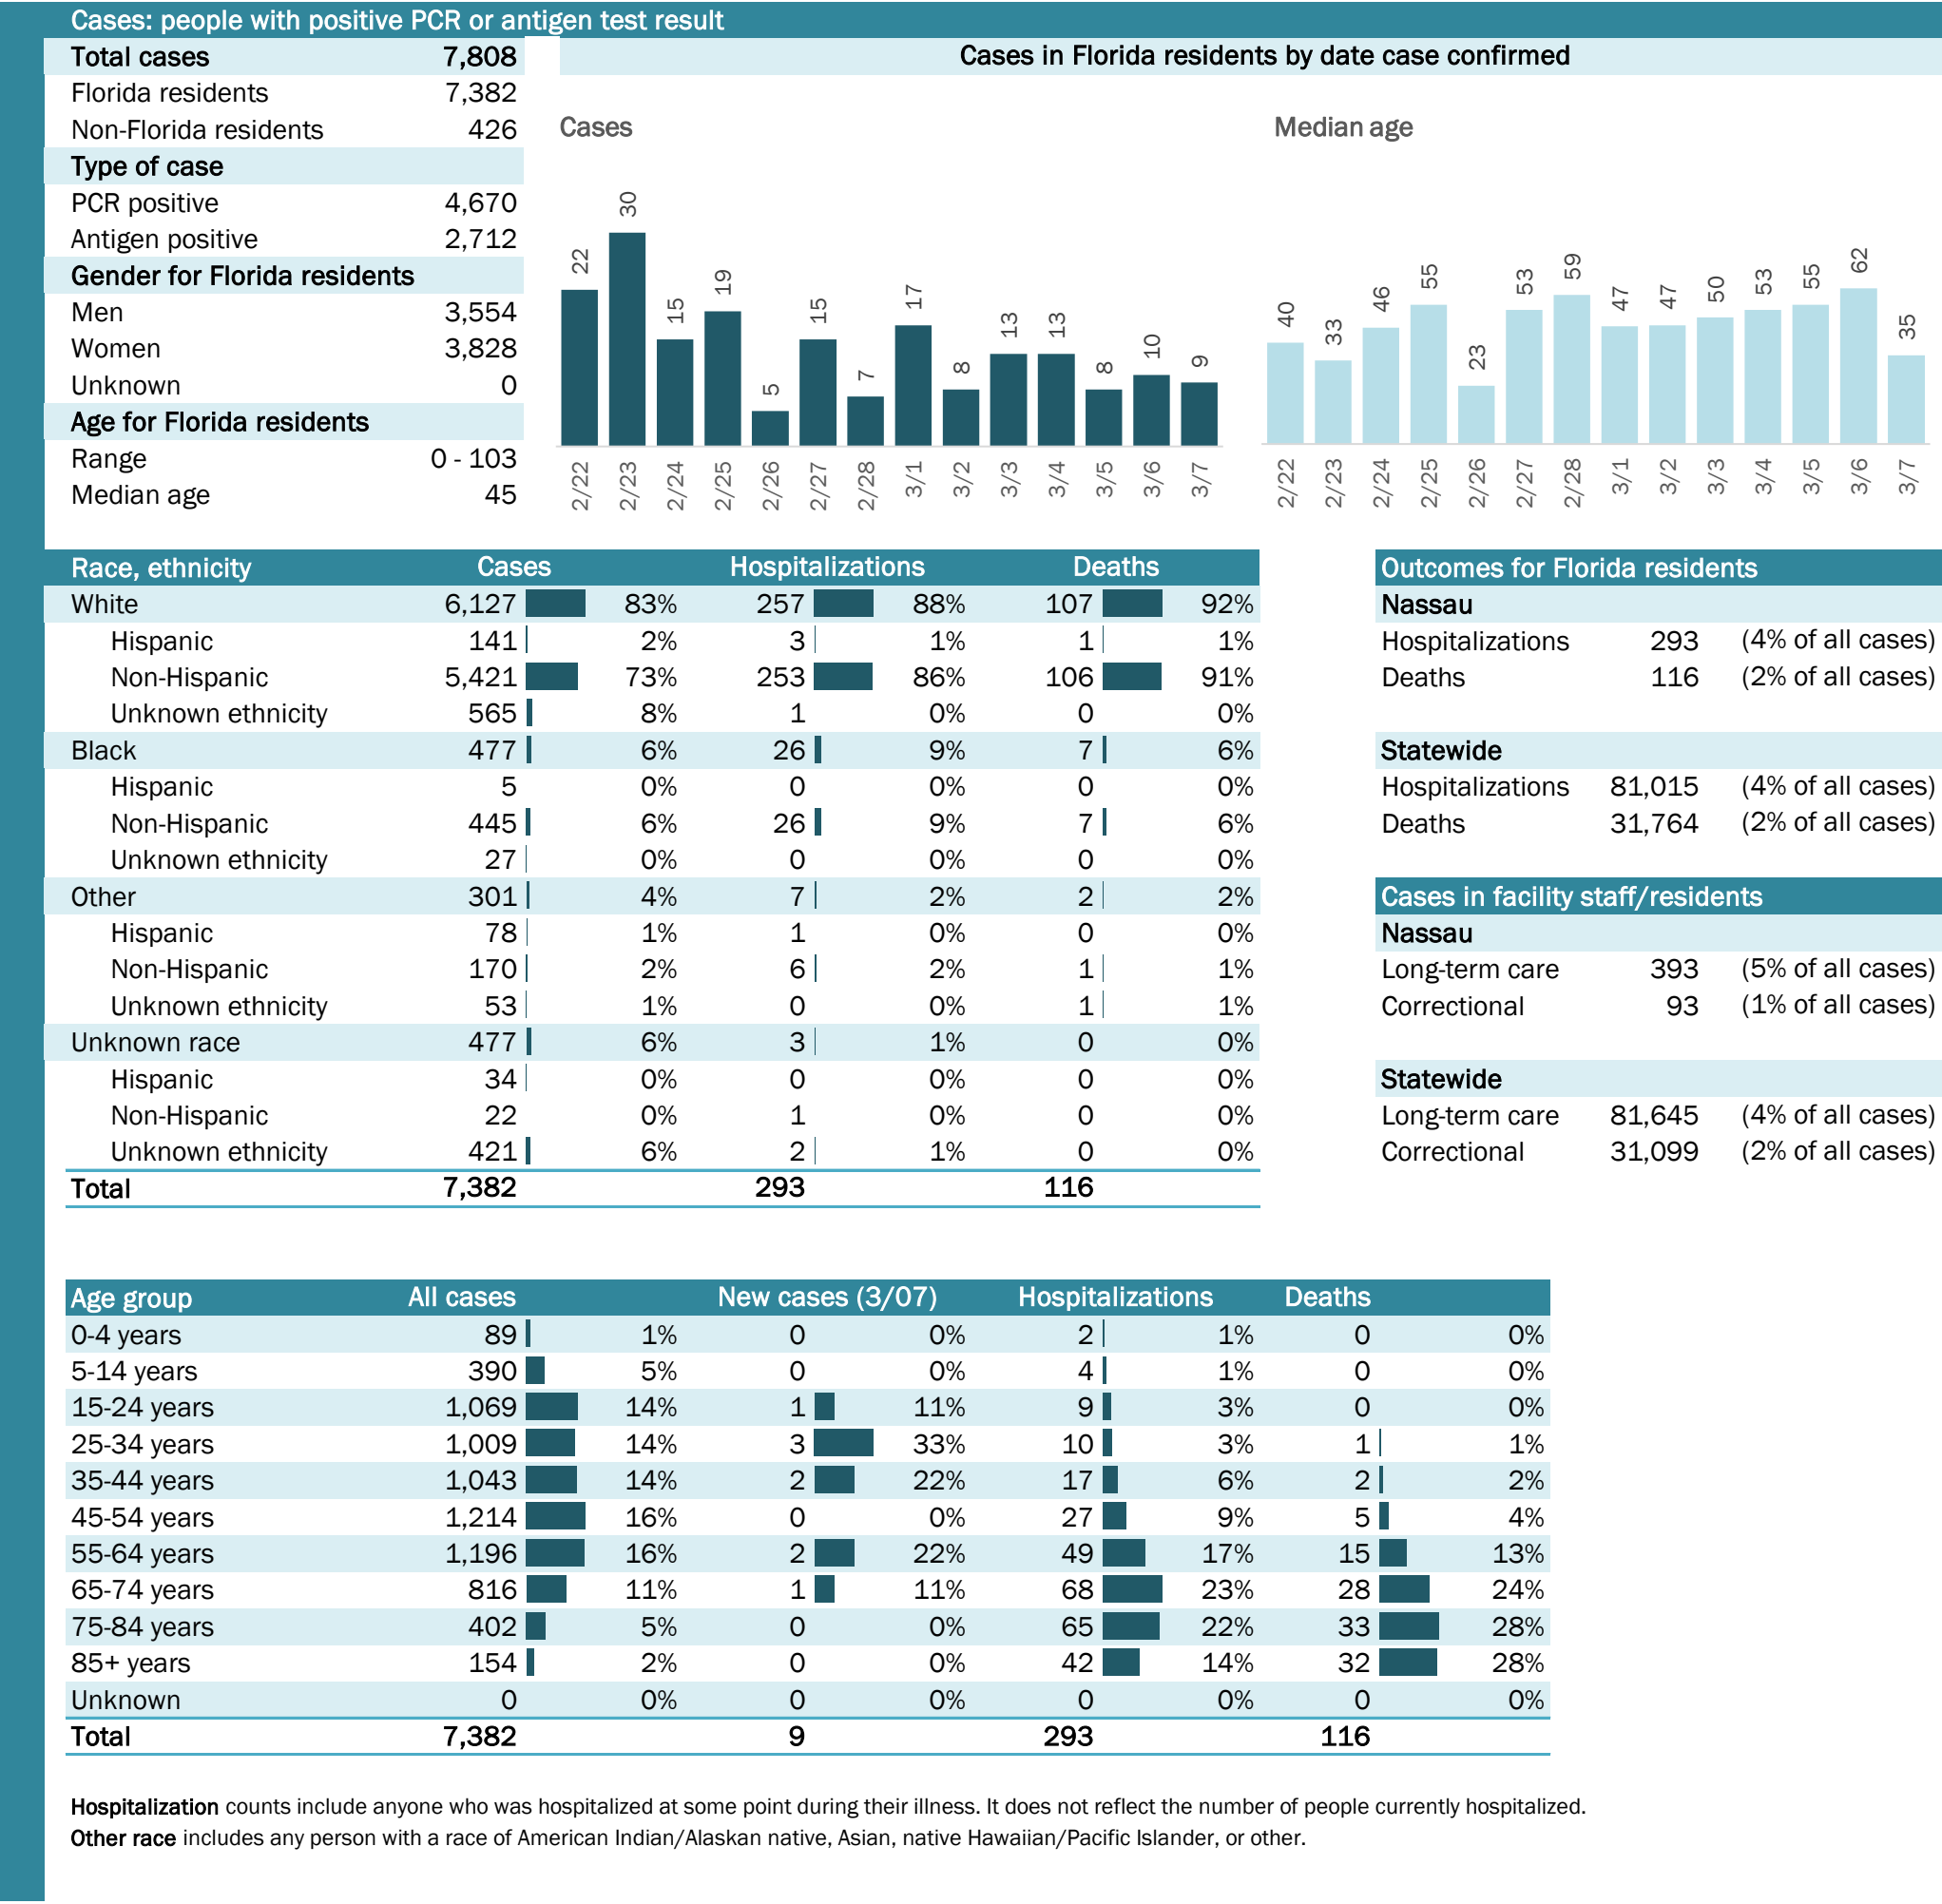 Cases: people with positive PCR or antigen test result
Total cases 7,808
Florida residents 7,382
Non-Florida residents 426
Type of case
PCR positive 4,670
Antigen positive 2,712
Gender for Florida residents
Men 3,554
Women 3,828
Unknown 0
Age for Florida residents
Range 0 - 103
Median age 45
Cases in Florida residents by date case confirmed
Cases
22 30 15 19 5 15 7 17 8 13 13 8 10 9
2/22 2/23 2/24 2/25 2/26 2/27 2/28 3/1 3/2 3/3 3/4 3/5 3/6 3/7
Median age
40 33 46 55 23 53 59 47 47 50 53 55 62 35
2/22 2/23 2/24 2/25 2/26 2/27 2/28 3/1 3/2 3/3 3/4 3/5 3/6 3/7
Race, ethnicity Cases Hospitalizations Deaths
White 6,127 83% 257 88% 107 92%
Hispanic 141 2% 3 1% 1 1%
Non-Hispanic 5,421 73% 253 86% 106 91%
Unknown ethnicity 565 8% 1 0% 0 0%
Black 477 6% 26 9% 7 6%
Hispanic 5 0% 0 0% 0 0%
Non-Hispanic 445 6% 26 9% 7 6%
Unknown ethnicity 27 0% 0 0% 0 0%
Other 301 4% 7 2% 2 2%
Hispanic 78 1% 1 0% 0 0%
Non-Hispanic 170 2% 6 2% 1 1%
Unknown ethnicity 53 1% 0 0% 1 1%
Unknown race 477 6% 3 1% 0 0%
Hispanic 34 0% 0 0% 0 0%
Non-Hispanic 22 0% 1 0% 0 0%
Unknown ethnicity 421 6% 2 1% 0 0%
Total 7,382 293 116
Outcomes for Florida residents
Nassau
Hospitalizations 293 (4% of all cases)
Deaths 116 (2% of all cases)
Statewide
Hospitalizations 81,015 (4% of all cases)
Deaths 31,764 (2% of all cases)
Cases in facility staff/residents
Nassau
Long-term care 393 (5% of all cases)
Correctional 93 (1% of all cases)
Statewide
Long-term care 81,645 (4% of all cases)
Correctional 31,099 (2% of all cases)
Age group All cases New cases (3/07) Hospitalizations Deaths
0-4 years 89 1% 0 0% 2 1% 0 0%
5-14 years 390 5% 0 0% 4 1% 0 0%
15-24 years 1,069 14% 1 11% 9 3% 0 0%
25-34 years 1,009 14% 3 33% 10 3% 1 1%
35-44 years 1,043 14% 2 22% 17 6% 2 2%
45-54 years 1,214 16% 0 0% 27 9% 5 4%
55-64 years 1,196 16% 2 22% 49 17% 15 13%
65-74 years 816 11% 1 11% 68 23% 28 24%
75-84 years 402 5% 0 0% 65 22% 33 28%
85+ years 154 2% 0 0% 42 14% 32 28%
Unknown 0 0% 0 0% 0 0% 0 0%
Total 7,382 9 293 116
Hospitalization counts include anyone who was hospitalized at some point during their illness. It does not reflect the number of people currently hospitalized.
Other race includes any person with a race of American Indian/Alaskan native, Asian, native Hawaiian/Pacific Islander, or other.